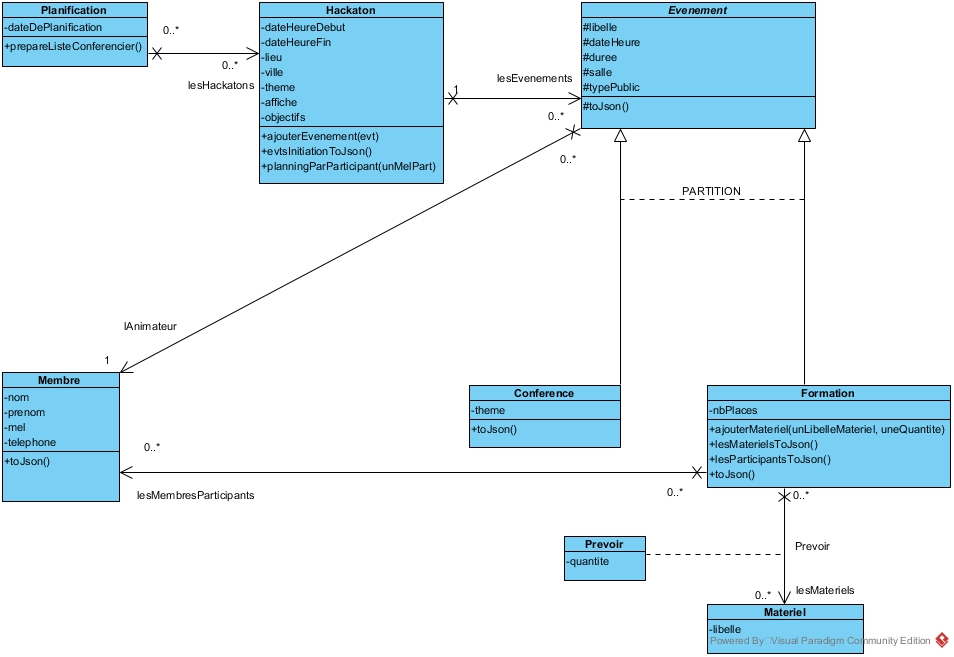 Planification
-dateDePlanification
+prepareListeConferencier()
0..*
0..*
lesHackatons
Hackaton
-dateHeureDebut
-dateHeureFin
-lieu
-ville
-theme
-affiche
-objectifs
+ajouterEvenement(evt)
+evtsInitiationToJson()
+planningParParticipant(unMelPart)
1
lesEvenements
0..*
Evenement
#libelle
#dateHeure
#duree
#salle
#typePublic
#toJson()
0..*
PARTITION
lAnimateur
1
Membre
-nom
-prenom
-mel
-telephone
+toJson()
0..*
lesMembresParticipants
Conference
-theme
+toJson()
Formation
-nbPlaces
+ajouterMateriel(unLibelleMateriel, uneQuantite)
+lesMaterielsToJson()
+lesParticipantsToJson()
+toJson()
0..*
0..*
Prevoir
-quantite
Prevoir
lesMateriels
0..*
Materiel
-libelle
Powered By Visual Paradigm Community Edition